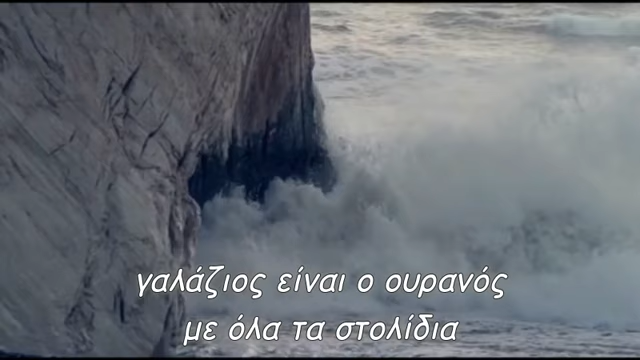 γαλάζιος είναι ο ουρανός
με όλα τα στολίδια